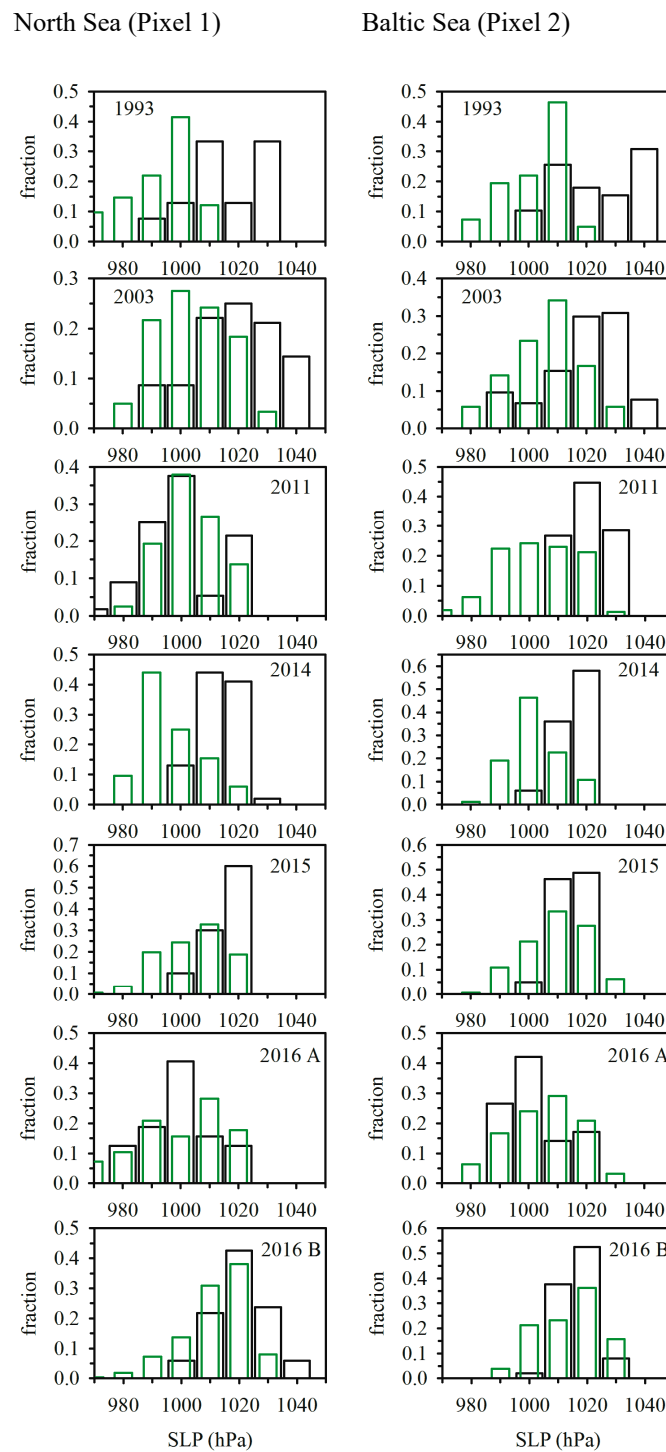 North Sea (Pixel 1) Baltic Sea (Pixel 2)
0.5 0.5
1993 1993
0.4 0.4
0.3 0.3
0.2 0.2
0.1 0.1
0.0 0.0
fraction fraction
980 1000 1020 1040 980 1000 1020 1040
0.3 0.4
2003 2003
0.2 0.3
0.1 0.2
0.0 0.1
0.0
fraction fraction
980 1000 1020 1040 980 1000 1020 1040
0.4 0.5
2011 2011
0.3 0.4
0.2 0.3
0.1 0.2
0.0 0.1
0.0
fraction fraction
980 1000 1020 1040 980 1000 1020 1040
0.5 0.6
2014 2014
0.4 0.5
0.3 0.4
0.2 0.3
0.1 0.2
0.0 0.1
0.0
fraction fraction
980 1000 1020 1040 980 1000 1020 1040
0.7 0.6
2015 2015
0.6 0.5
0.5 0.4
0.4 0.3
0.3 0.2
0.2 0.1
0.1 0.0
0.0
fraction fraction
980 1000 1020 1040 980 1000 1020 1040
0.5 0.5
2016 A 2016 A
0.4 0.4
0.3 0.3
0.2 0.2
0.1 0.1
0.0 0.0
fraction fraction
980 1000 1020 1040 980 1000 1020 1040
0.5 0.6
2016 B 2016 B
0.4 0.5
0.3 0.4
0.2 0.3
0.1 0.2
0.0 0.1
0.0
fraction fraction
980 1000 1020 1040 980 1000 1020 1040
SLP (hPa) SLP (hPa)